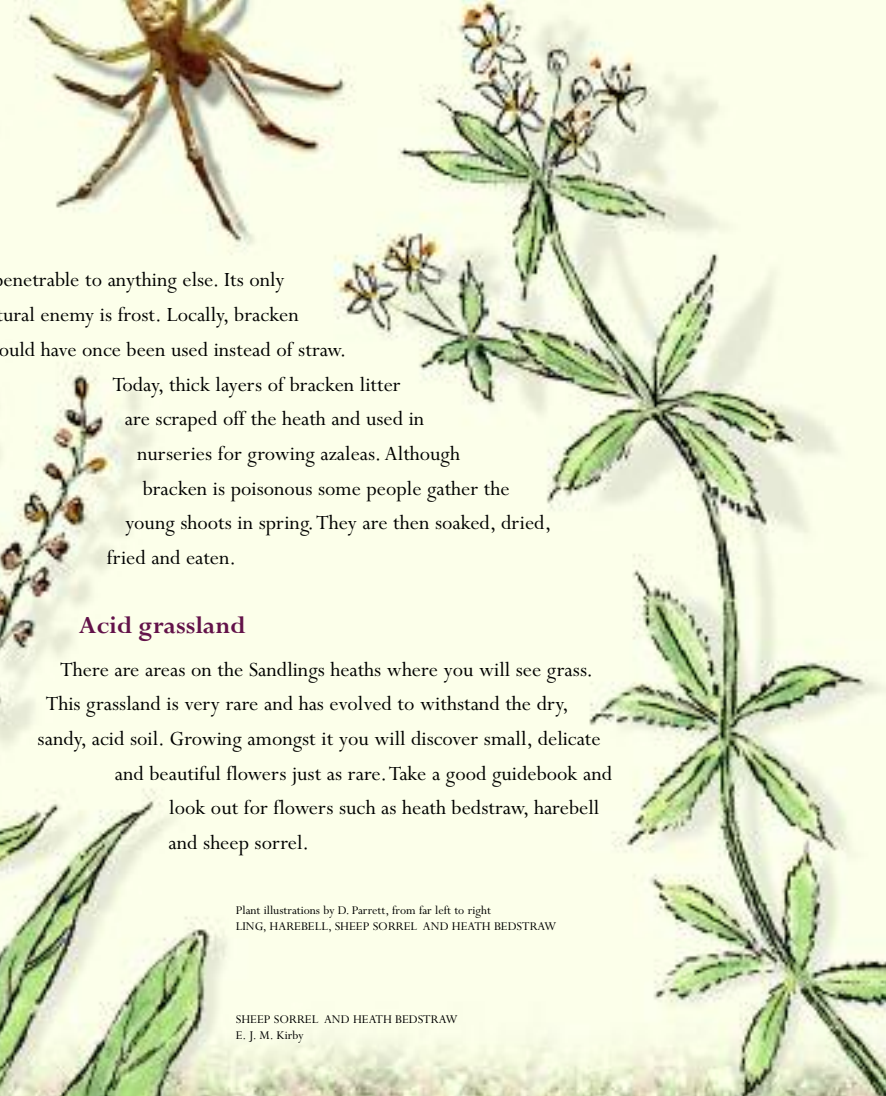 penetrable to anything else. Its only
tural enemy is frost. Locally, bracken
ould have once been used instead of straw.
Today, thick layers of bracken litter
are scraped off the heath and used in
nurseries for growing azaleas. Although
bracken is poisonous some people gather the
young shoots in spring. They are then soaked, dried,
fried and eaten.
Acid grassland
There are areas on the Sandlings heaths where you will see grass.
This grassland is very rare and has evolved to withstand the dry,
sandy, acid soil. Growing amongst it you will discover small, delicate
and beautiful flowers just as rare. Take a good guidebook and
look out for flowers such as heath bedstraw, harebell
and sheep sorrel.
Plant illustrations by D. Parrett, from far left to right
LING, HAREBELL, SHEEP SORREL AND HEATH BEDSTRAW
SHEEP SORREL AND HEATH BEDSTRAW
E. J. M. Kirby